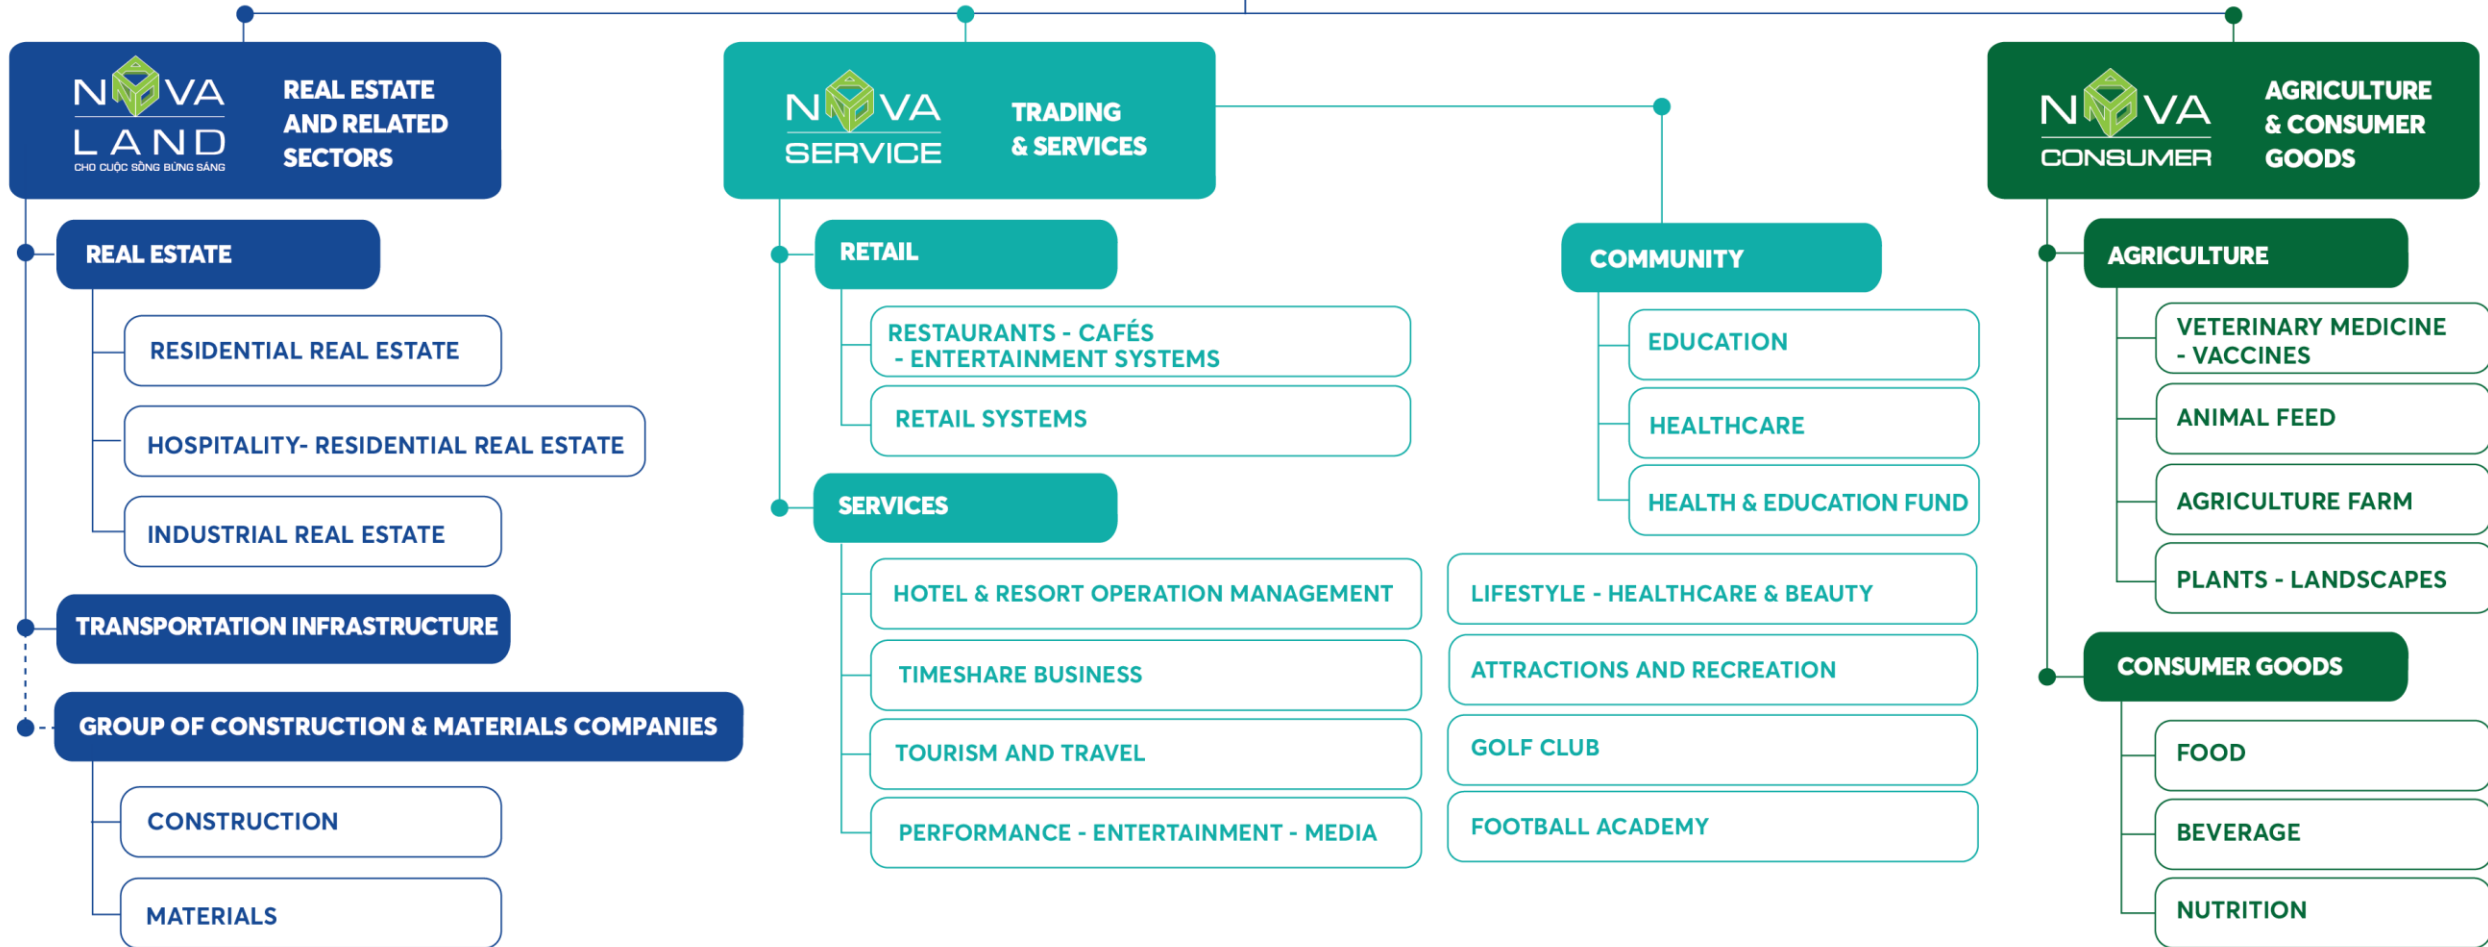 NOVA
LAND
CHO CUỘC SỐNG BỪNG SÁNG
REAL ESTATE
AND RELATED
SECTORS
REAL ESTATE
RESIDENTIAL REAL ESTATE
HOSPITALITY- RESIDENTIAL REAL ESTATE
INDUSTRIAL REAL ESTATE
TRANSPORTATION INFRASTRUCTURE
GROUP OF CONSTRUCTION & MATERIALS COMPANIES
CONSTRUCTION
MATERIALS
NOVA
SERVICE
TRADING
& SERVICES
RETAIL
RESTAURANTS - CAFÉS
- ENTERTAINMENT SYSTEMS
RETAIL SYSTEMS
SERVICES
HOTEL & RESORT OPERATION MANAGEMENT
TIMESHARE BUSINESS
TOURISM AND TRAVEL
PERFORMANCE - ENTERTAINMENT - MEDIA
COMMUNITY
EDUCATION
HEALTHCARE
HEALTH & EDUCATION FUND
LIFESTYLE - HEALTHCARE & BEAUTY
ATTRACTIONS AND RECREATION
GOLF CLUB
FOOTBALL ACADEMY
NOVA
CONSUMER
AGRICULTURE
& CONSUMER
GOODS
AGRICULTURE
VETERINARY MEDICINE
- VACCINES
ANIMAL FEED
AGRICULTURE FARM
PLANTS - LANDSCAPES
CONSUMER GOODS
FOOD
BEVERAGE
NUTRITION